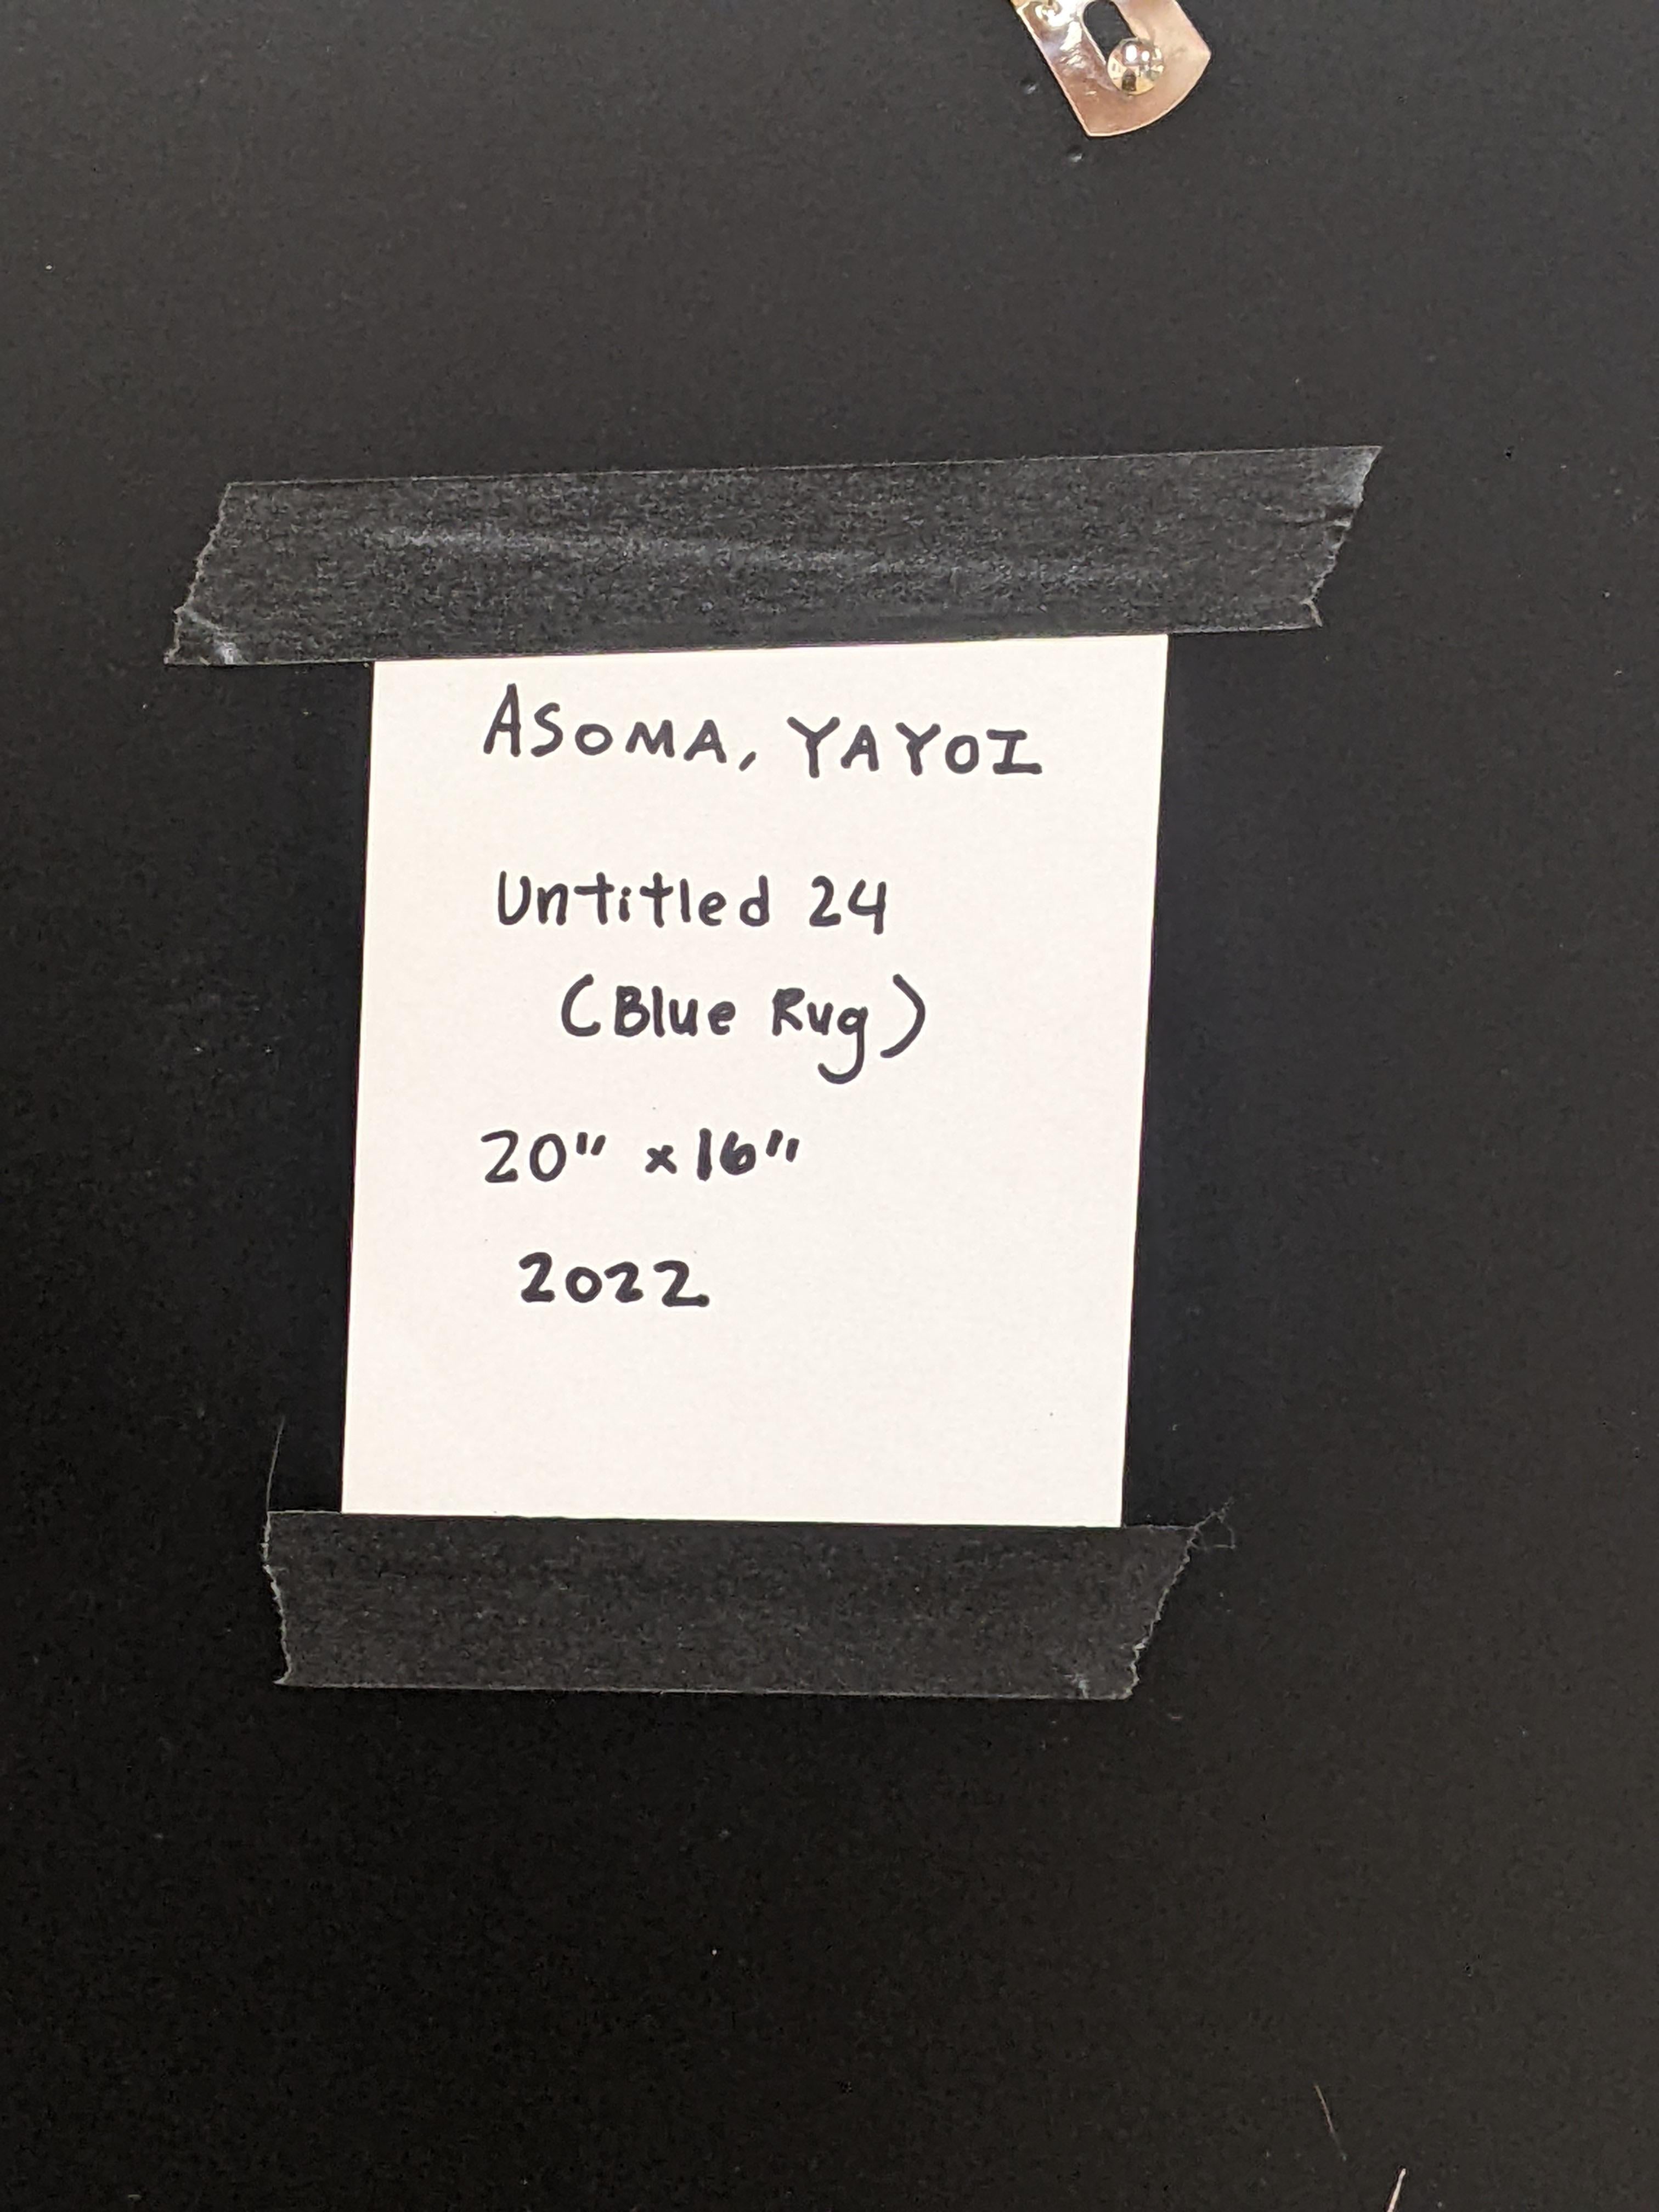 ASOMA, YAYOI
Untitled 24
(Blue Rug)
20" x 16"
2022